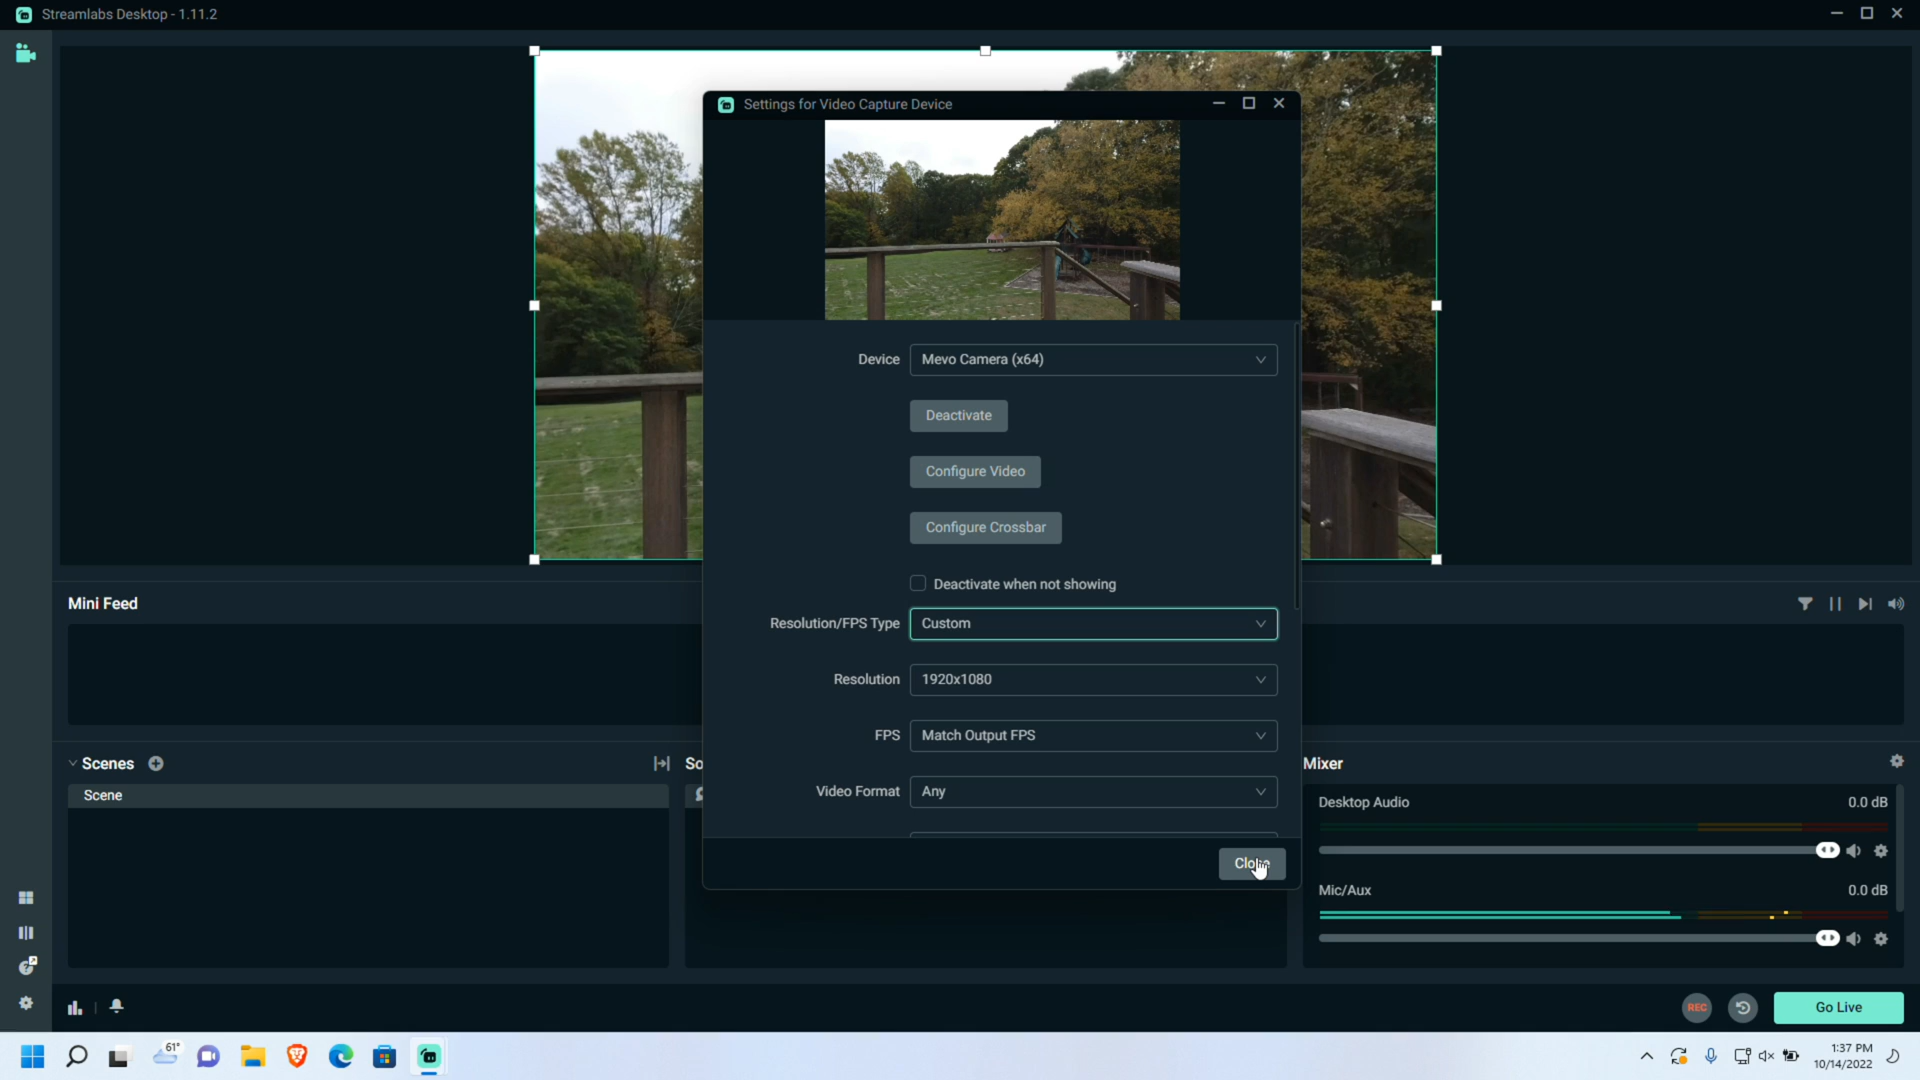 Streamlabs Desktop - 1.11.2
Settings for Video Capture Device
Device Mevo Camera (x64)
Deactivate
Configure Video
Configure Crossbar
Deactivate when not showing
Resolution/FPS Type Custom
Resolution 1920x1080
FPS Match Output FPS
Video Format Any
Mini Feed
Scenes
Scene
So
Mixer
Desktop Audio 0.0 dB
Mic/Aux 0.0 dB
REC
Go Live
61°
1:37 PM
10/14/2022